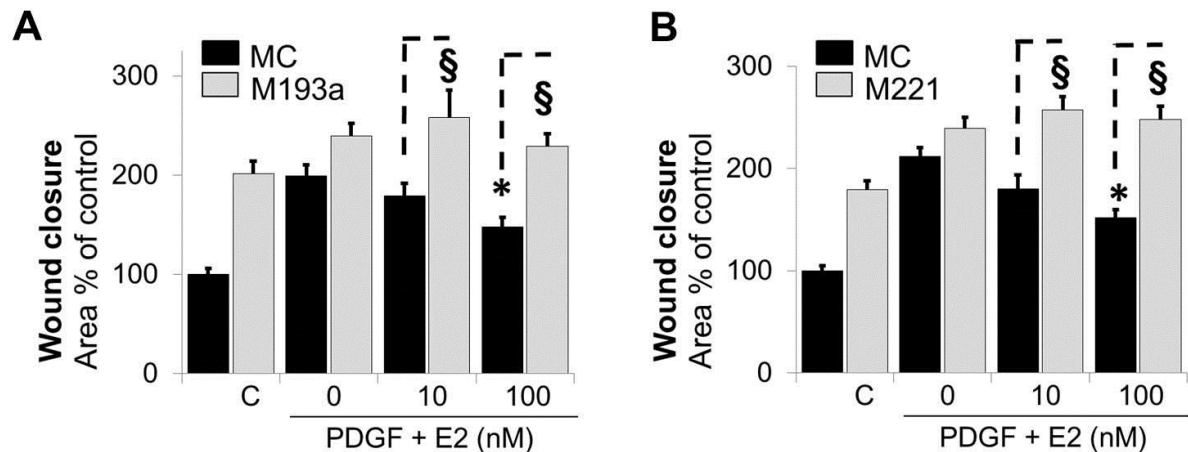 A
MC
M193a
Wound closure
Area % of control
300
200
100
0
§
§
*
C 0 10 100
PDGF + E2 (nM)
B
MC
M221
Wound closure
Area % of control
300
200
100
0
§
§
*
C 0 10 100
PDGF + E2 (nM)